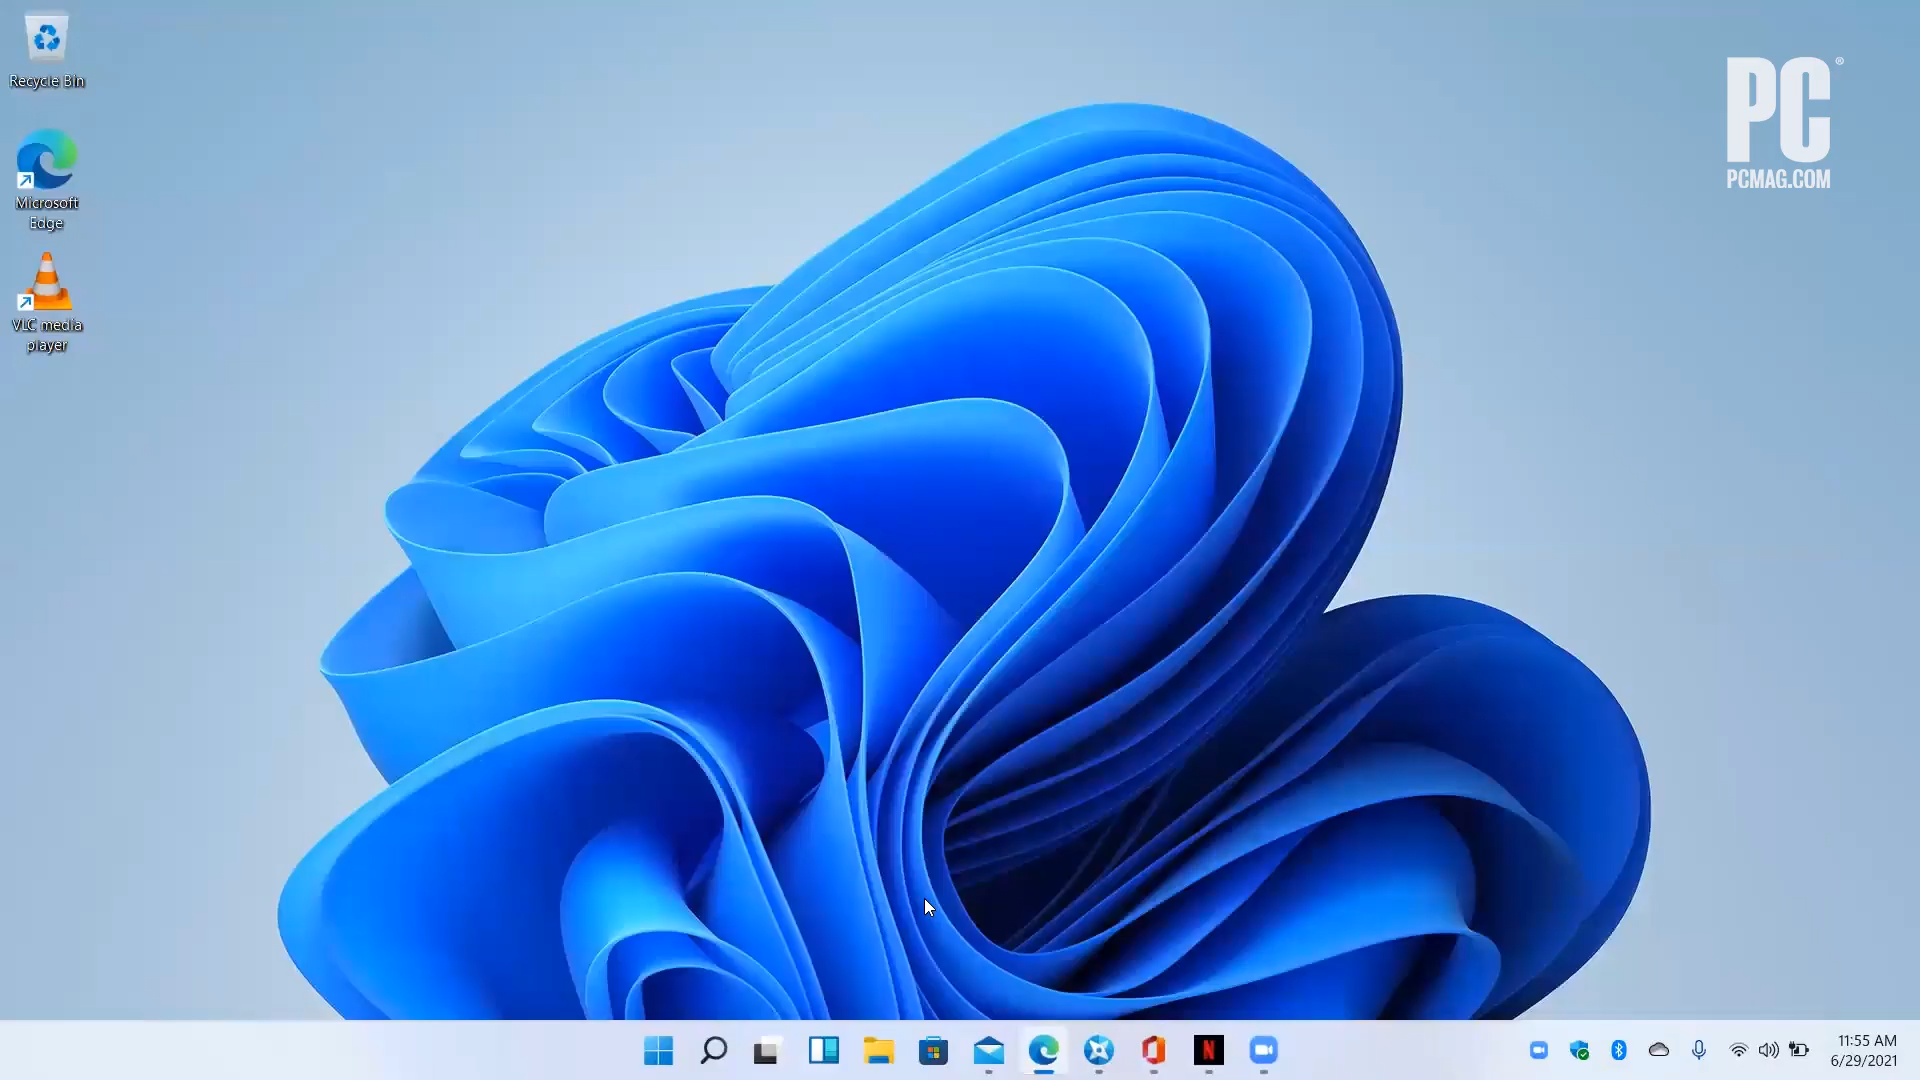 Recycle Bin
Microsoft
Edge
VLC media
player
PC®
PCMAG.COM
N
11:55 AM
6/29/2021